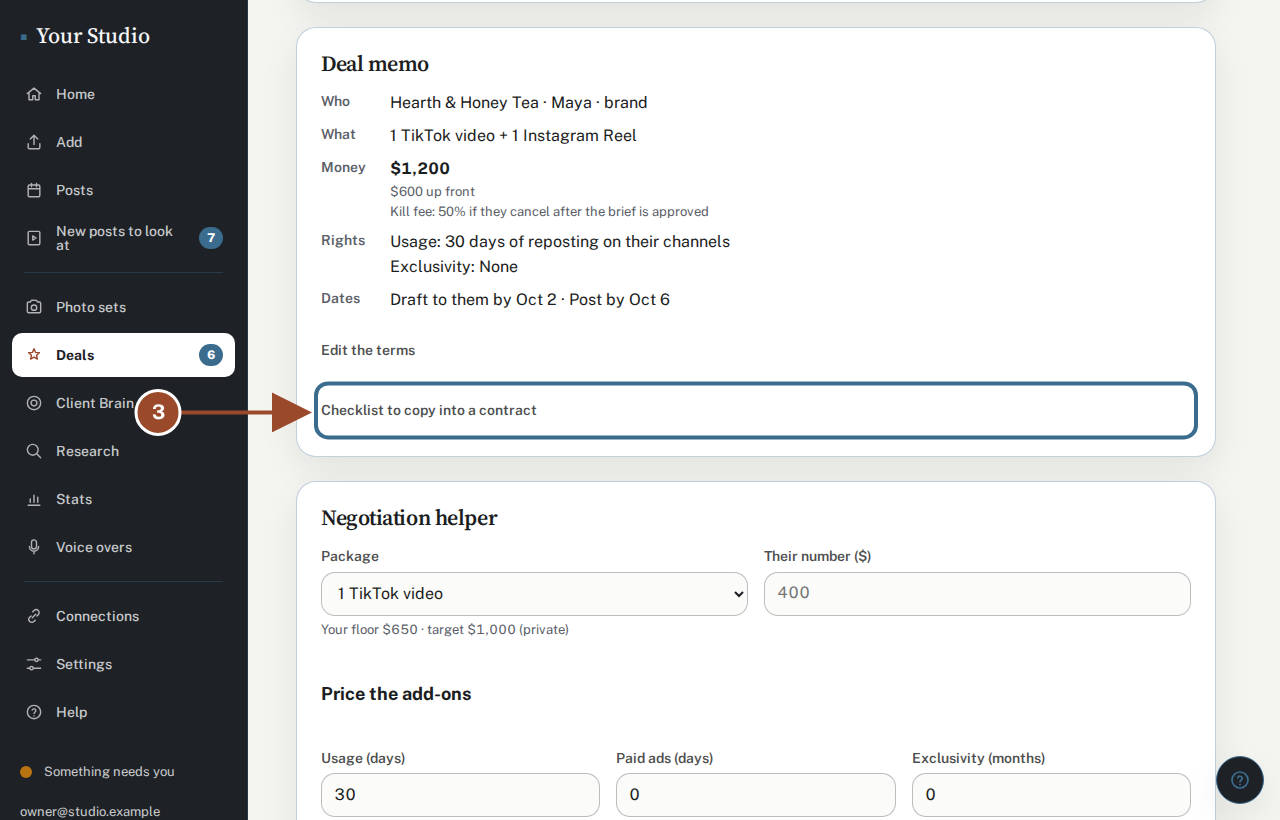 Your Studio
Home
Add
Posts
New posts to look
at
7
Photo sets
Deals
6
Client Brain
3
Research
Stats
Voice overs
Connections
Settings
Help
Something needs you
owner@studio.example
Deal memo
Who
Hearth & Honey Tea · Maya · brand
What
1 TikTok video + 1 Instagram Reel
Money
$1,200
$600 up front
Kill fee: 50% if they cancel after the brief is approved
Rights
Usage: 30 days of reposting on their channels
Exclusivity: None
Dates
Draft to them by Oct 2 · Post by Oct 6
Edit the terms
Checklist to copy into a contract
Negotiation helper
Package
1 TikTok video
Their number ($)
400
Your floor $650 · target $1,000 (private)
Price the add-ons
Usage (days)
30
Paid ads (days)
0
Exclusivity (months)
0